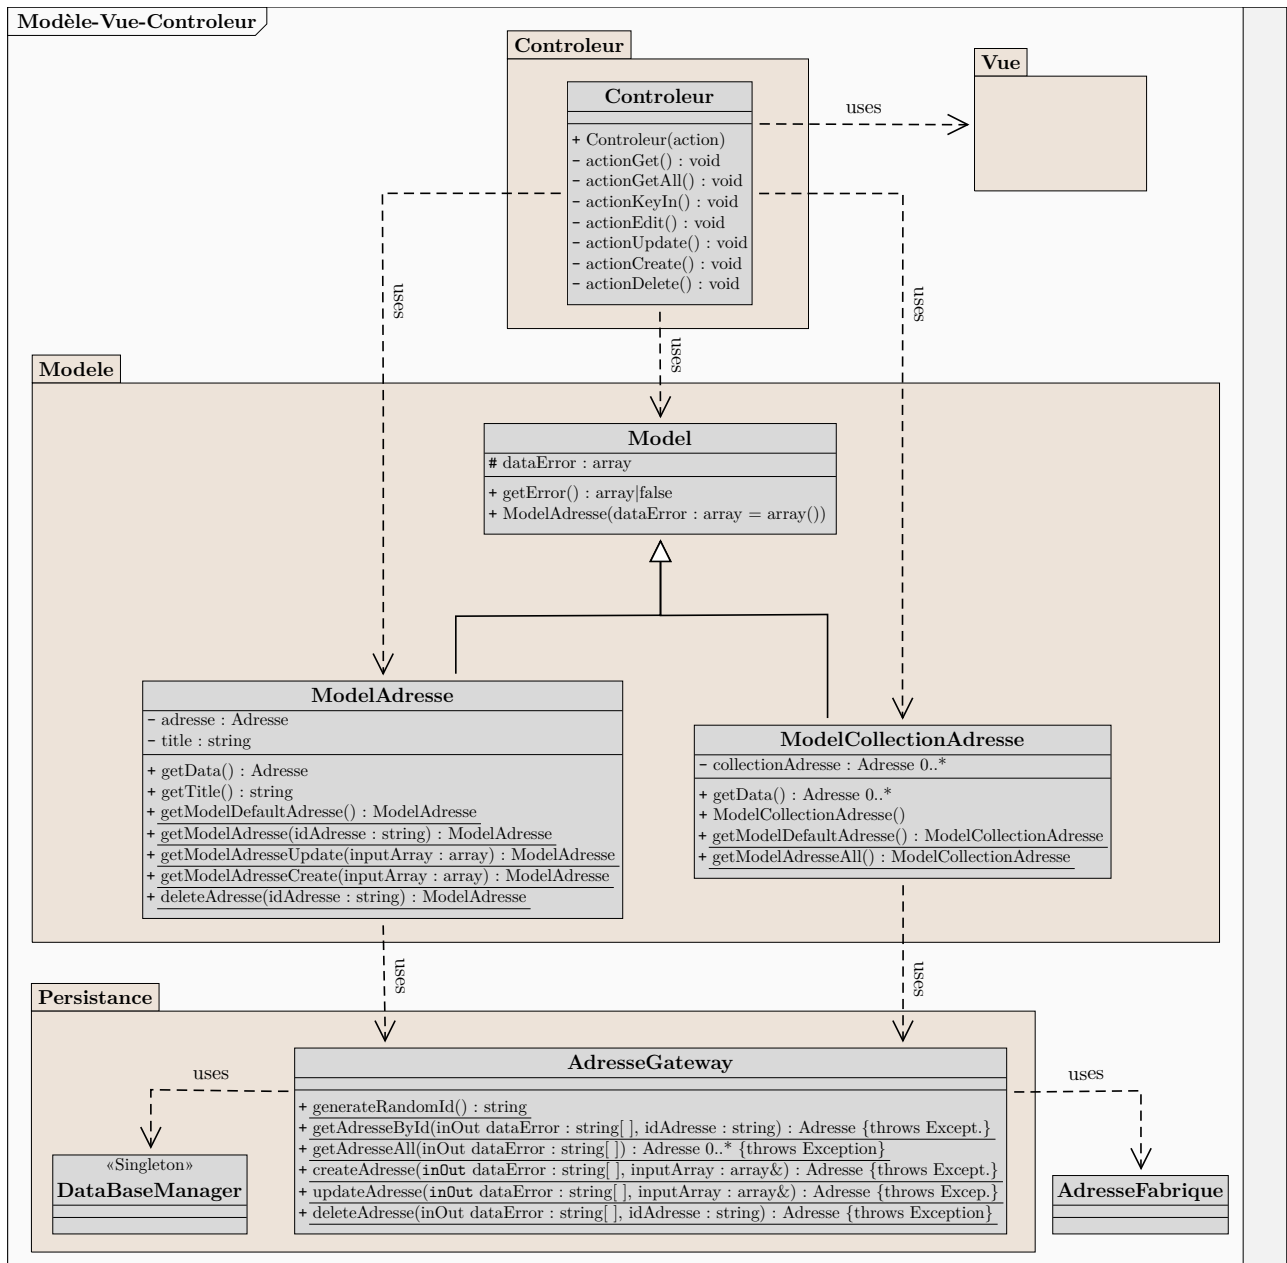 Modèle-Vue-Controleur
Controleur
Vue
Controleur
+ Controleur(action)
- actionGet() : void
- actionGetAll() : void
- actionKeyIn() : void
- actionEdit() : void
- actionUpdate() : void
- actionCreate() : void
- actionDelete() : void
uses
uses
uses
uses
Modele
Model
# dataError : array
+ getError() : array|false
+ ModelAdresse(dataError : array = array())
ModelAdresse
- adresse : Adresse
- title : string
+ getData() : Adresse
+ getTitle() : string
+ getModelDefaultAdresse() : ModelAdresse
+ getModelAdresse(idAdresse : string) : ModelAdresse
+ getModelAdresseUpdate(inputArray : array) : ModelAdresse
+ getModelAdresseCreate(inputArray : array) : ModelAdresse
+ deleteAdresse(idAdresse : string) : ModelAdresse
ModelCollectionAdresse
- collectionAdresse : Adresse 0..*
+ getData() : Adresse 0..*
+ ModelCollectionAdresse()
+ getModelDefaultAdresse() : ModelCollectionAdresse
+ getModelAdresseAll() : ModelCollectionAdresse
uses
uses
Persistance
AdresseGateway
+ generateRandomId() : string
+ getAdresseById(inOut dataError : string[ ], idAdresse : string) : Adresse {throws Except.}
+ getAdresseAll(inOut dataError : string[ ]) : Adresse 0..* {throws Exception}
+ createAdresse(inOut dataError : string[ ], inputArray : array&) : Adresse {throws Except.}
+ updateAdresse(inOut dataError : string[ ], inputArray : array&) : Adresse {throws Excep.}
+ deleteAdresse(inOut dataError : string[ ], idAdresse : string) : Adresse {throws Exception}
uses
uses
«Singleton»
DataBaseManager
AdresseFabrique